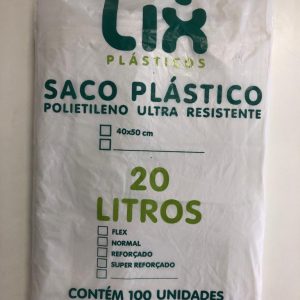 Lix
PLÁSTICOS
SACO PLÁSTICO
POLIETILENO ULTRA RESISTENTE
40x50 cm
20
LITROS
FLEX
NORMAL
REFORÇADO
SUPER REFORÇADO
CONTÉM 100 UNIDADES